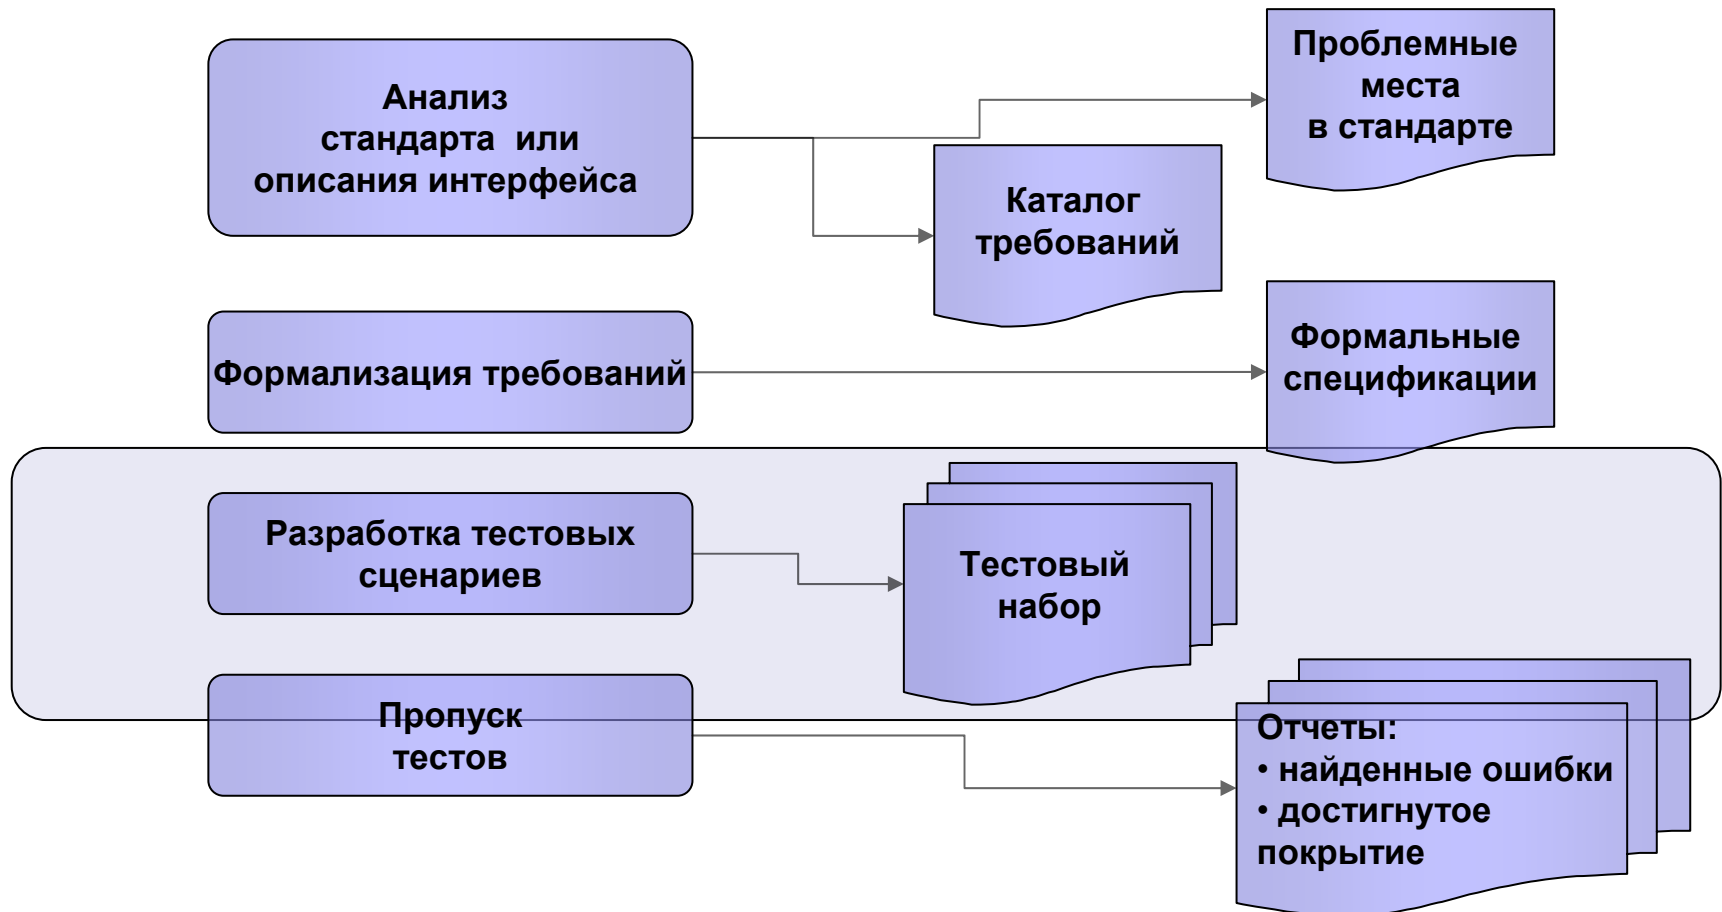 Анализ
стандарта или
описания интерфейса
Проблемные
места
в стандарте
Каталог
требований
Формализация требований
Формальные
спецификации
Разработка тестовых
сценариев
Тестовый
набор
Пропуск
тестов
Отчеты:
• найденные ошибки
• достигнутое
покрытие